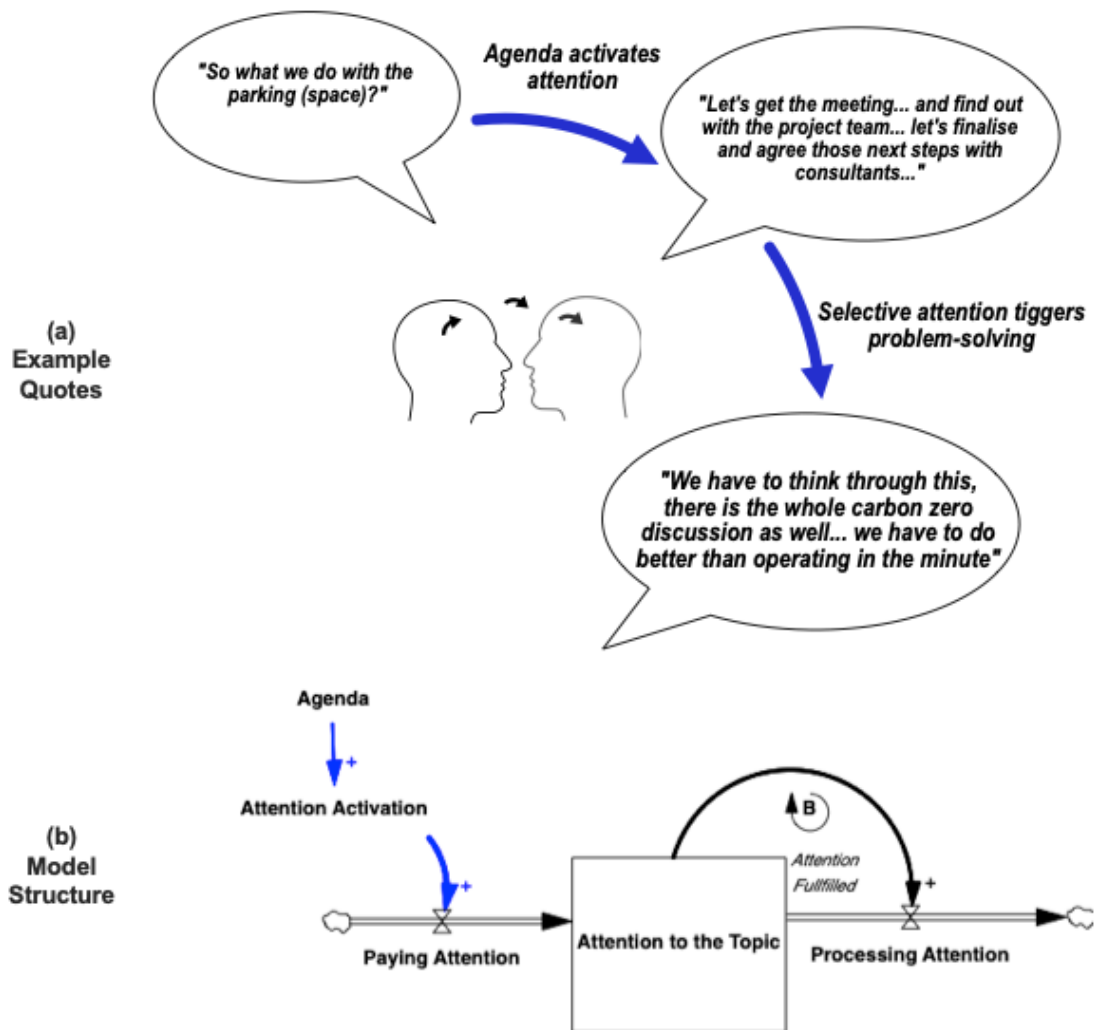 "So what we do with the
parking (space)?"
Agenda activates
attention
"Let's get the meeting... and find out
with the project team... let's finalise
and agree those next steps with
consultants..."
Selective attention tiggers
problem-solving
(a)
Example
Quotes
"We have to think through this,
there is the whole carbon zero
discussion as well... we have to do
better than operating in the minute"
Agenda
+
Attention Activation
+
(b)
Model
Structure
B
Attention
Fullfilled
+
Paying Attention
Attention to the Topic
Processing Attention